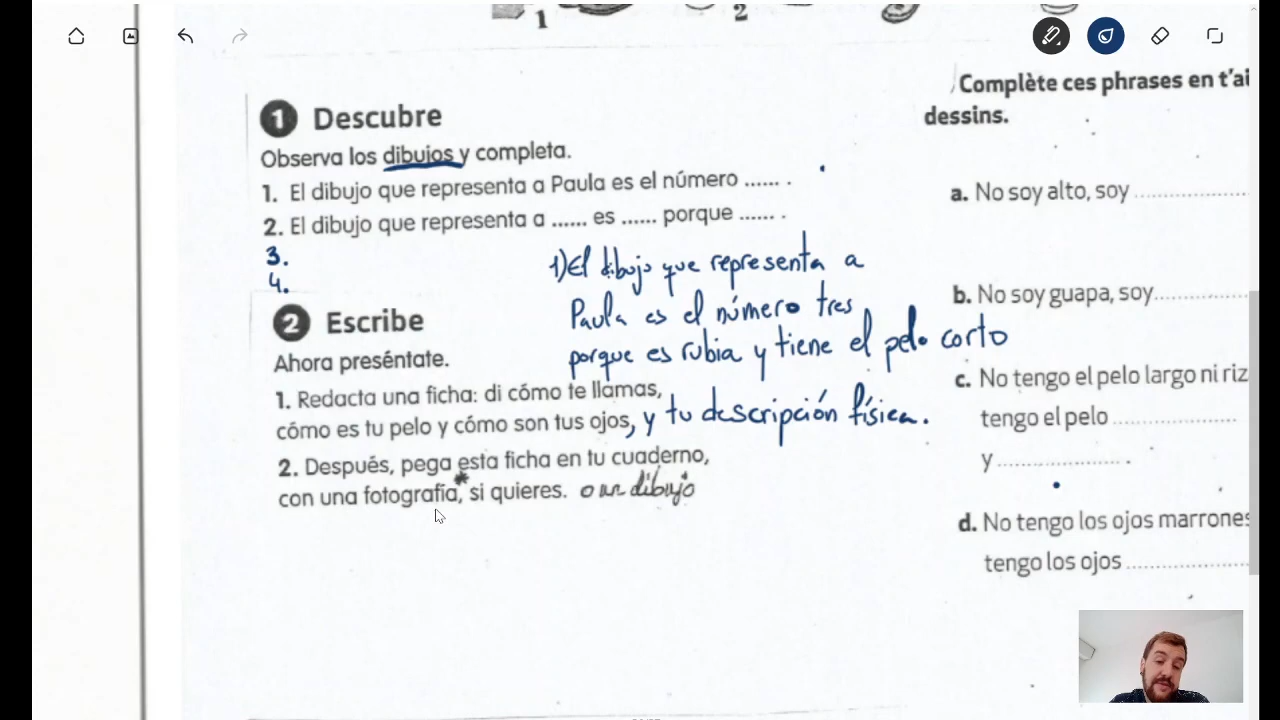 1
2
1 Descubre
Observa los dibujos y completa.
1. El dibujo que representa a Paula es el número ...... .
2. El dibujo que representa a ...... es ...... porque ...... .
3.
4.
1) El dibujo que representa a
Paula es el número tres
porque es rubia y tiene el pelo corto
2 Escribe
Ahora preséntate.
1. Redacta una ficha: di cómo te llamas,
cómo es tu pelo y cómo son tus ojos, y tu descripción física.
2. Después, pega esta ficha en tu cuaderno,
con una fotografía*, si quieres. o un dibujo
Complète ces phrases en t'ai
dessins.
a. No soy alto, soy ....................
b. No soy guapa, soy ....................
c. No tengo el pelo largo ni riz
tengo el pelo ....................
y .................... .
d. No tengo los ojos marrones
tengo los ojos ....................